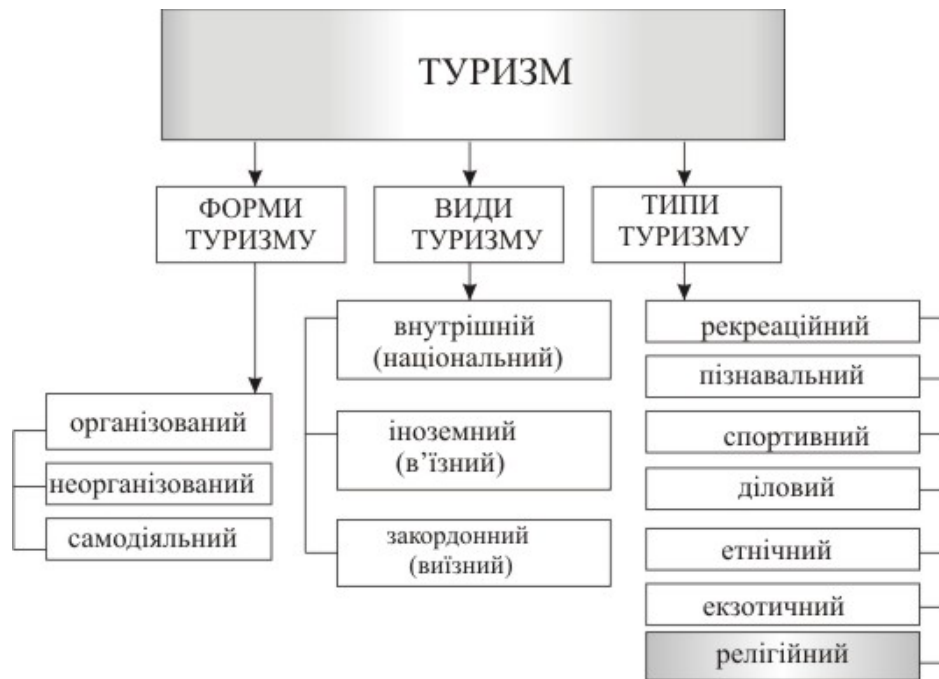 ТУРИЗМ
ФОРМИ
ТУРИЗМУ
ВИДИ
ТУРИЗМУ
ТИПИ
ТУРИЗМУ
організований
неорганізований
самодіяльний
внутрішній
(національний)
іноземний
(в’їзний)
закордонний
(виїзний)
рекреаційний
пізнавальний
спортивний
діловий
етнічний
екзотичний
релігійний